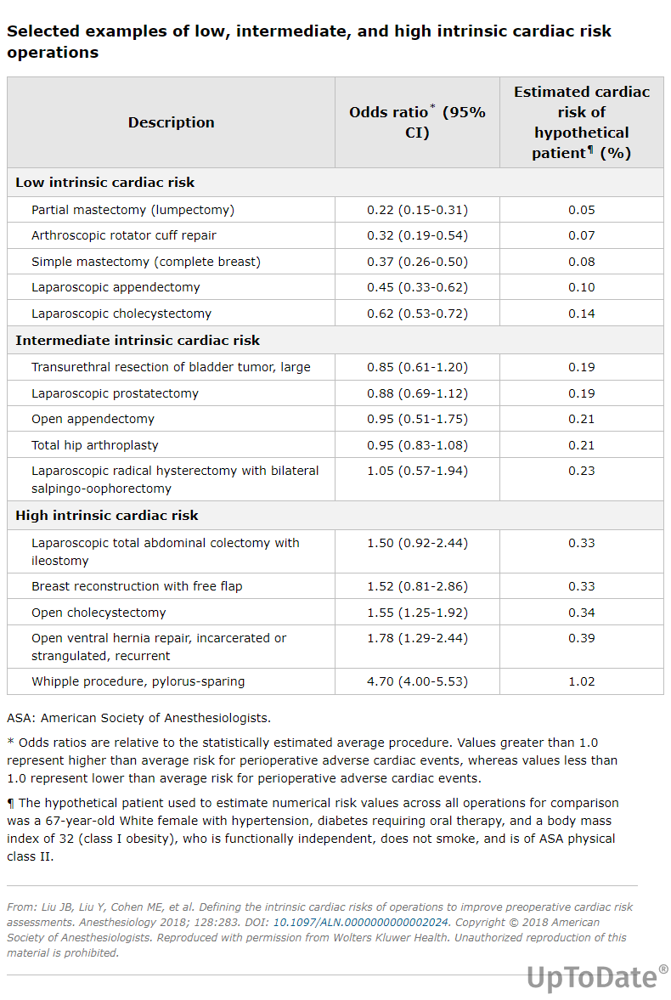 Selected examples of low, intermediate, and high intrinsic cardiac risk
operations
Description
Odds ratio* (95%
CI)
Estimated cardiac
risk of
hypothetical
patient¶ (%)
Low intrinsic cardiac risk
Partial mastectomy (lumpectomy) 0.22 (0.15-0.31) 0.05
Arthroscopic rotator cuff repair 0.32 (0.19-0.54) 0.07
Simple mastectomy (complete breast) 0.37 (0.26-0.50) 0.08
Laparoscopic appendectomy 0.45 (0.33-0.62) 0.10
Laparoscopic cholecystectomy 0.62 (0.53-0.72) 0.14
Intermediate intrinsic cardiac risk
Transurethral resection of bladder tumor, large 0.85 (0.61-1.20) 0.19
Laparoscopic prostatectomy 0.88 (0.69-1.12) 0.19
Open appendectomy 0.95 (0.51-1.75) 0.21
Total hip arthroplasty 0.95 (0.83-1.08) 0.21
Laparoscopic radical hysterectomy with bilateral 1.05 (0.57-1.94) 0.23
salpingo-oophorectomy
High intrinsic cardiac risk
Laparoscopic total abdominal colectomy with 1.50 (0.92-2.44) 0.33
ileostomy
Breast reconstruction with free flap 1.52 (0.81-2.86) 0.33
Open cholecystectomy 1.55 (1.25-1.92) 0.34
Open ventral hernia repair, incarcerated or 1.78 (1.29-2.44) 0.39
strangulated, recurrent
Whipple procedure, pylorus-sparing 4.70 (4.00-5.53) 1.02
ASA: American Society of Anesthesiologists.
* Odds ratios are relative to the statistically estimated average procedure. Values greater than 1.0
represent higher than average risk for perioperative adverse cardiac events, whereas values less than
1.0 represent lower than average risk for perioperative adverse cardiac events.
¶ The hypothetical patient used to estimate numerical risk values across all operations for comparison
was a 67-year-old White female with hypertension, diabetes requiring oral therapy, and a body mass
index of 32 (class I obesity), who is functionally independent, does not smoke, and is of ASA physical
class II.
From: Liu JB, Liu Y, Cohen ME, et al. Defining the intrinsic cardiac risks of operations to improve preoperative cardiac risk
assessments. Anesthesiology 2018; 128:283. DOI: 10.1097/ALN.0000000000002024. Copyright © 2018 American
Society of Anesthesiologists. Reproduced with permission from Wolters Kluwer Health. Unauthorized reproduction of this
material is prohibited.
UpToDate®